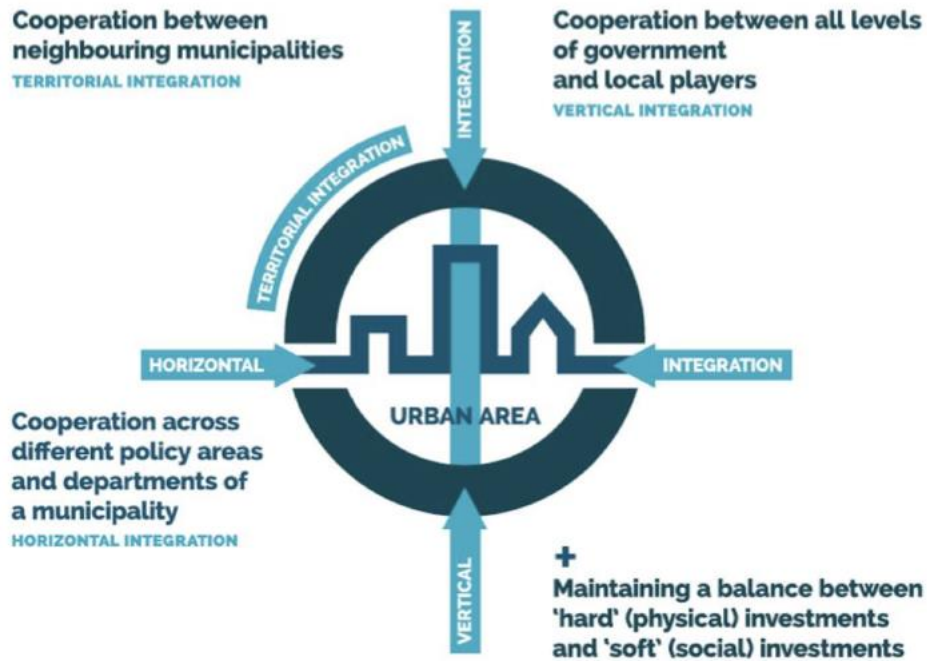 Cooperation between
neighbouring municipalities
TERRITORIAL INTEGRATION
Cooperation between all levels
of government
and local players
VERTICAL INTEGRATION
INTEGRATION
TERRITORIAL INTEGRATION
HORIZONTAL
INTEGRATION
URBAN AREA
Cooperation across
different policy areas
and departments of
a municipality
HORIZONTAL INTEGRATION
VERTICAL
+
Maintaining a balance between
‘hard’ (physical) investments
and ‘soft’ (social) investments